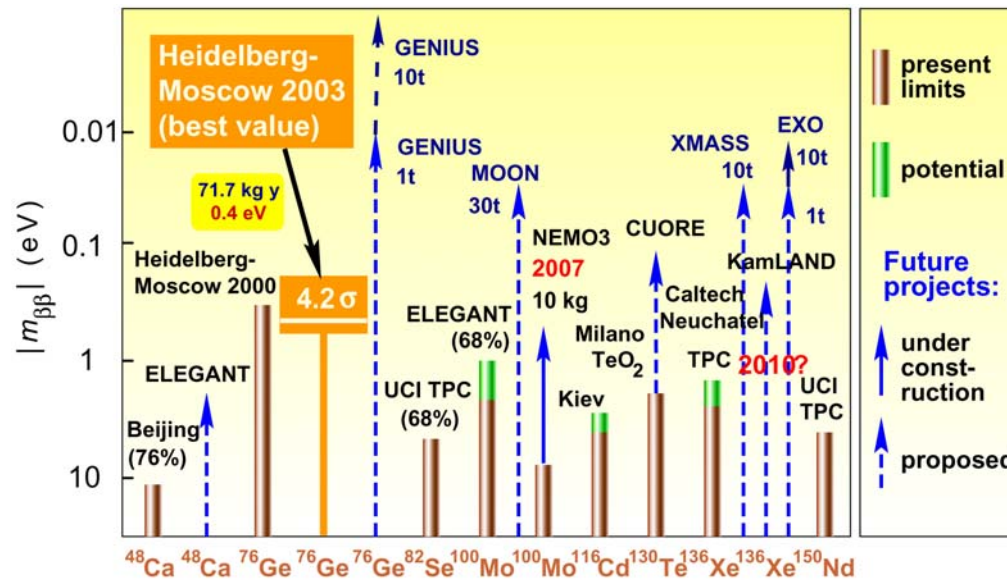 Heidelberg-
Moscow 2003
(best value)
71.7 kg y
0.4 eV
Heidelberg-
Moscow 2000
4.2 σ
GENIUS
10t
GENIUS
1t
MOON
30t
NEMO3
2007
10 kg
CUORE
XMASS
10t
EXO
10t
1t
KamLAND
Caltech
Neuchatel
TPC
2010?
UCI
TPC
Milano
TeO₂
Kiev
ELEGANT
(68%)
UCI TPC
(68%)
ELEGANT
Beijing
(76%)
|mββ| (eV)
0.01
0.1
1
10
⁴⁸Ca ⁴⁸Ca ⁷⁶Ge ⁷⁶Ge ⁷⁶Ge ⁸²Se ¹⁰⁰Mo ¹⁰⁰Mo ¹¹⁶Cd ¹³⁰Te ¹³⁶Xe ¹³⁶Xe ¹⁵⁰Nd
present
limits
potential
Future
projects:
under
const-
ruction
proposed